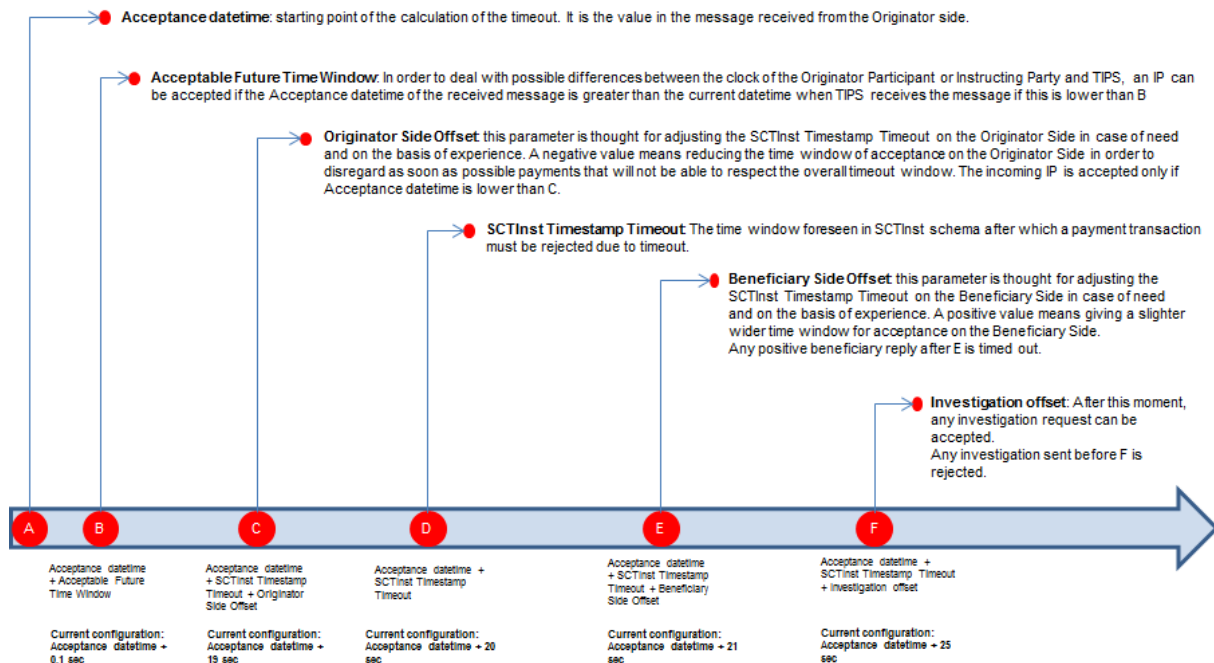 Acceptance datetime: starting point of the calculation of the timeout. It is the value in the message received from the Originator side.
Acceptable Future Time Window: In order to deal with possible differences between the clock of the Originator Participant or Instructing Party and TIPS, an IP can
be accepted if the Acceptance datetime of the received message is greater than the current datetime when TIPS receives the message if this is lower than B
Originator Side Offset: this parameter is thought for adjusting the SCTInst Timestamp Timeout on the Originator Side in case of need
and on the basis of experience. A negative value means reducing the time window of acceptance on the Originator Side in order to
disregard as soon as possible payments that will not be able to respect the overall timeout window. The incoming IP is accepted only if
Acceptance datetime is lower than C.
SCTInst Timestamp Timeout: The time window foreseen in SCTInst schema after which a payment transaction
must be rejected due to timeout.
Beneficiary Side Offset: this parameter is thought for adjusting the
SCTInst Timestamp Timeout on the Beneficiary Side in case of need
and on the basis of experience. A positive value means giving a slighter
wider time window for acceptance on the Beneficiary Side.
Any positive beneficiary reply after E is timed out.
Investigation offset: After this moment,
any investigation request can be
accepted.
Any investigation sent before F is
rejected.
A
B
C
D
E
F
Acceptance datetime
+ Acceptable Future
Time Window
Current configuration:
Acceptance datetime +
0.1 sec
Acceptance datetime
+ SCTInst Timestamp
Timeout + Originator
Side Offset
Current configuration:
Acceptance datetime +
19 sec
Acceptance datetime +
SCTInst Timestamp
Timeout
Current configuration:
Acceptance datetime + 20
sec
Acceptance datetime
+ SCTInst Timestamp
Timeout + Beneficiary
Side Offset
Current configuration:
Acceptance datetime + 21
sec
Acceptance datetime +
SCTInst Timestamp Timeout
+ Investigation offset
Current configuration:
Acceptance datetime + 25
sec